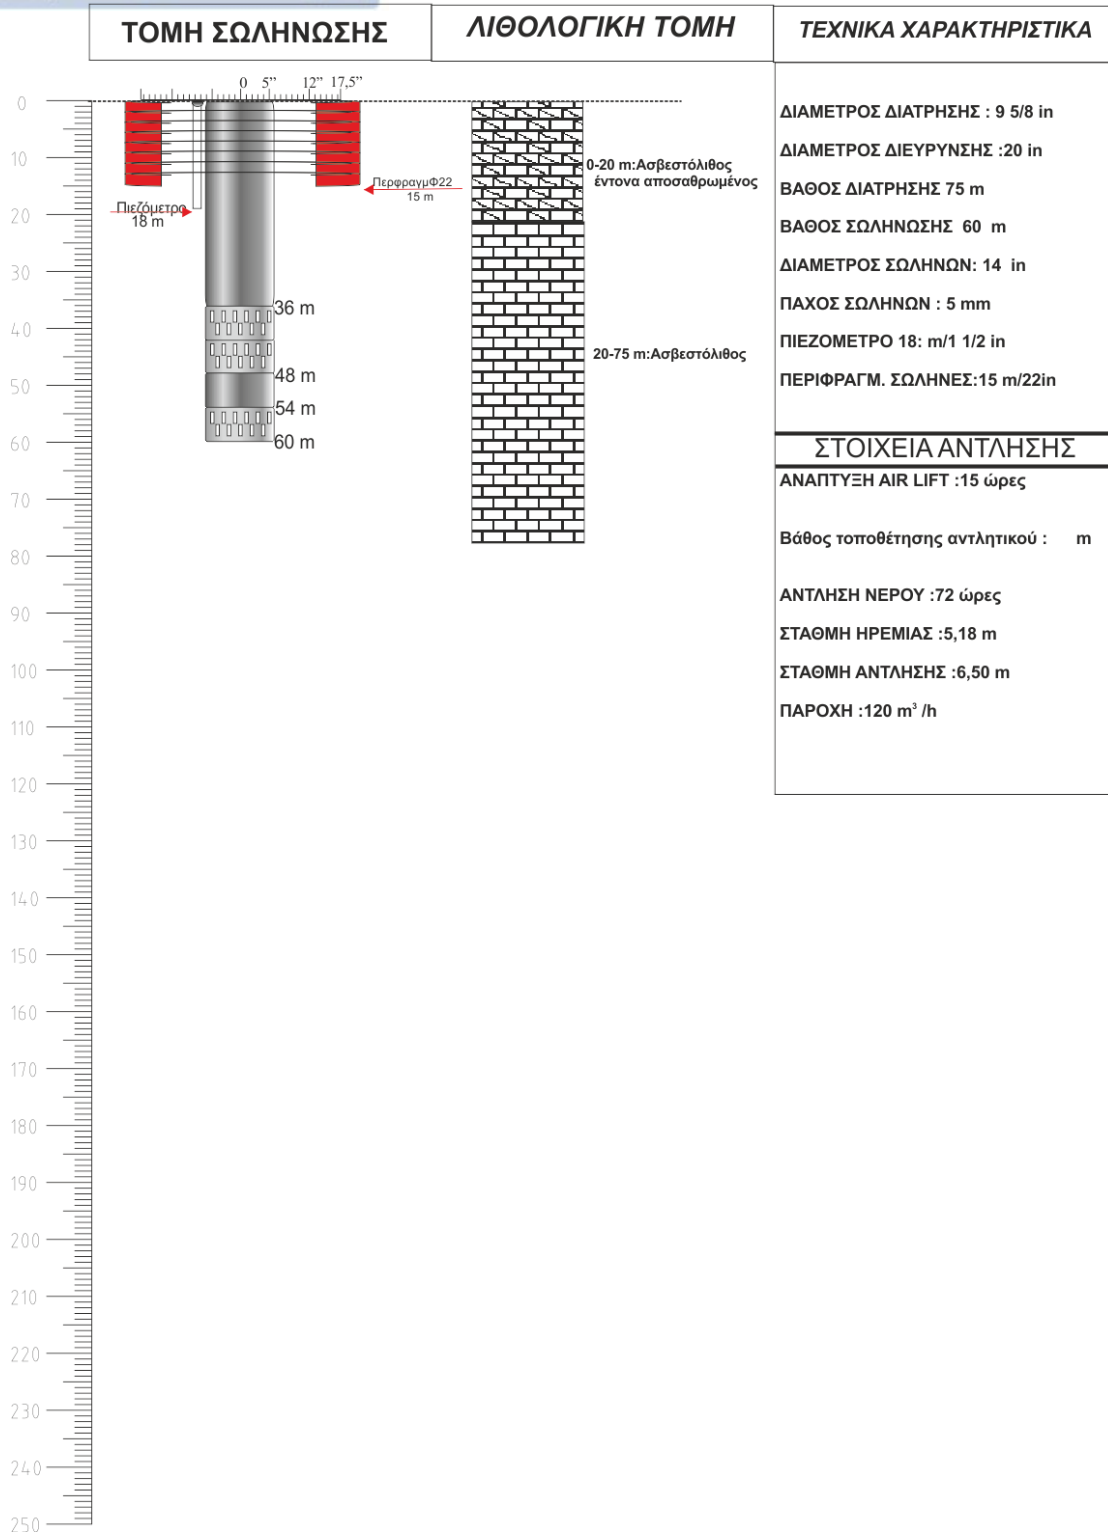 ΤΟΜΗ ΣΩΛΗΝΩΣΗΣ
ΛΙΘΟΛΟΓΙΚΗ ΤΟΜΗ
ΤΕΧΝΙΚΑ ΧΑΡΑΚΤΗΡΙΣΤΙΚΑ
0 5’’ 12’’ 17,5’’
0
10
20
30
40
50
60
70
80
90
100
110
120
130
140
150
160
170
180
190
200
210
220
230
240
250
Πιεζόμετρο
18 m
ΠερφραγμΦ22
15 m
36 m
48 m
54 m
60 m
0-20 m:Ασβεστόλιθος
έντονα αποσαθρωμένος
20-75 m:Ασβεστόλιθος
ΔΙΑΜΕΤΡΟΣ ΔΙΑΤΡΗΣΗΣ : 9 5/8 in
ΔΙΑΜΕΤΡΟΣ ΔΙΕΥΡΥΝΣΗΣ :20 in
ΒΑΘΟΣ ΔΙΑΤΡΗΣΗΣ 75 m
ΒΑΘΟΣ ΣΩΛΗΝΩΣΗΣ 60 m
ΔΙΑΜΕΤΡΟΣ ΣΩΛΗΝΩΝ: 14 in
ΠΑΧΟΣ ΣΩΛΗΝΩΝ : 5 mm
ΠΙΕΖΟΜΕΤΡΟ 18: m/1 1/2 in
ΠΕΡΙΦΡΑΓΜ. ΣΩΛΗΝΕΣ:15 m/22in
ΣΤΟΙΧΕΙΑ ΑΝΤΛΗΣΗΣ
ΑΝΑΠΤΥΞΗ AIR LIFT :15 ώρες
Βάθος τοποθέτησης αντλητικού : m
ΑΝΤΛΗΣΗ ΝΕΡΟΥ :72 ώρες
ΣΤΑΘΜΗ ΗΡΕΜΙΑΣ :5,18 m
ΣΤΑΘΜΗ ΑΝΤΛΗΣΗΣ :6,50 m
ΠΑΡΟΧΗ :120 m³ /h